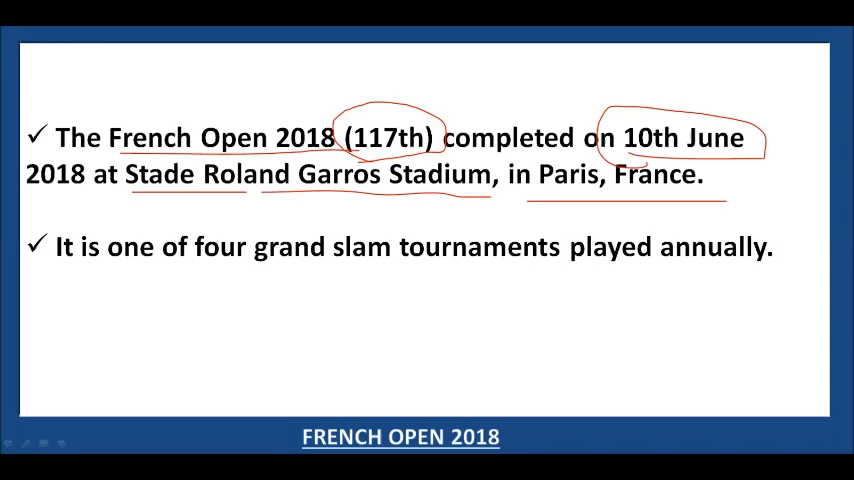 ✓ The French Open 2018 (117th) completed on 10th June
2018 at Stade Roland Garros Stadium, in Paris, France.
✓ It is one of four grand slam tournaments played annually.
FRENCH OPEN 2018